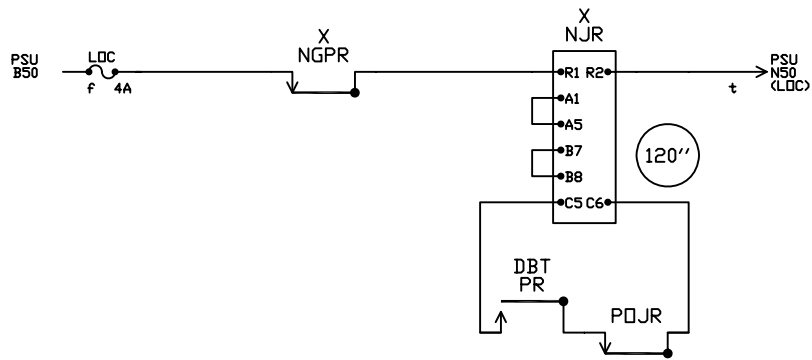 X
NGPR
X
NJR
PSU
B50
LOC
f 4A
R1 R2
PSU
N50
(LOC)
t
A1
A5
B7
B8
120''
C5 C6
DBT
PR
POJR